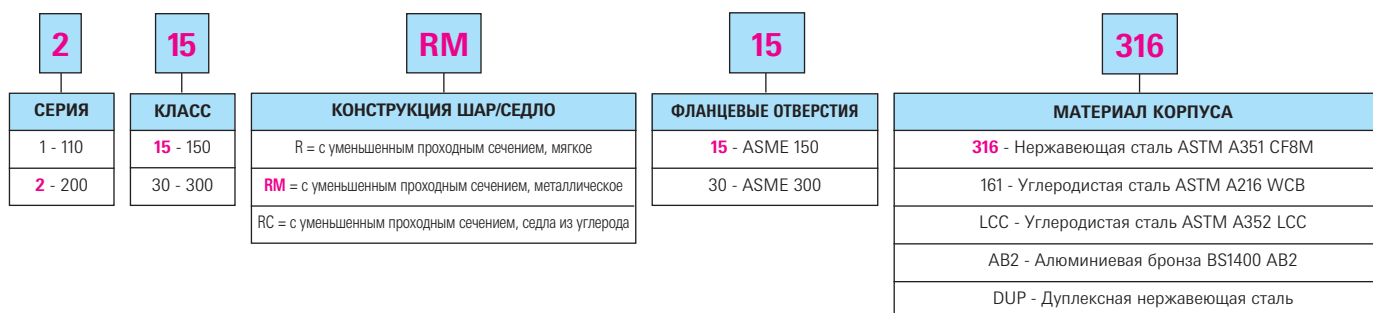 2 15 RM 15 316
СЕРИЯ КЛАСС КОНСТРУКЦИЯ ШАР/СЕДЛО ФЛАНЦЕВЫЕ ОТВЕРСТИЯ МАТЕРИАЛ КОРПУСА
1 - 110 15 - 150 R = с уменьшенным проходным сечением, мягкое 15 - ASME 150 316 - Нержавеющая сталь ASTM A351 CF8M
2 - 200 30 - 300 RM = с уменьшенным проходным сечением, металлическое 30 - ASME 300 161 - Углеродистая сталь ASTM A216 WCB
RC = с уменьшенным проходным сечением, седла из углерода LCC - Углеродистая сталь ASTM A352 LCC
AB2 - Алюминиевая бронза BS1400 AB2
DUP - Дуплексная нержавеющая сталь